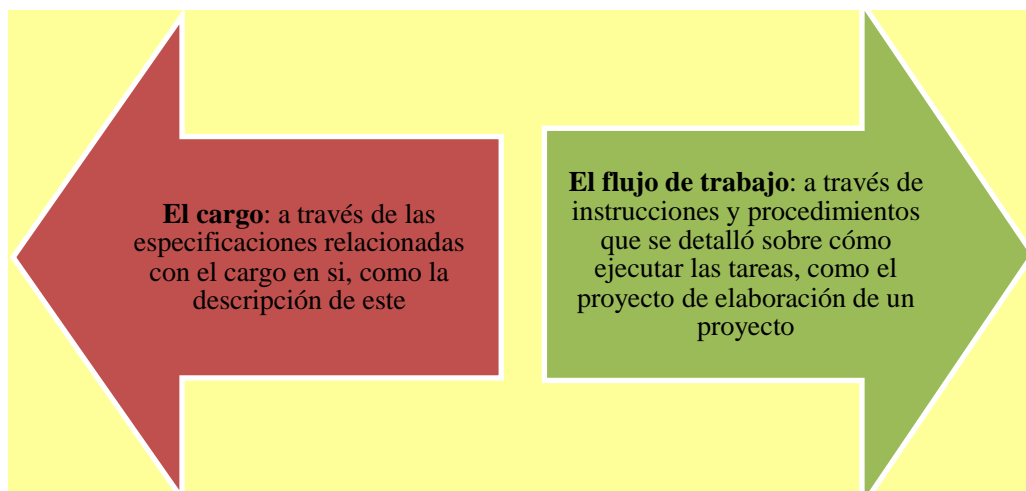 El cargo: a través de las
especificaciones relacionadas
con el cargo en si, como la
descripción de este
El flujo de trabajo: a través de
instrucciones y procedimientos
que se detalló sobre cómo
ejecutar las tareas, como el
proyecto de elaboración de un
proyecto